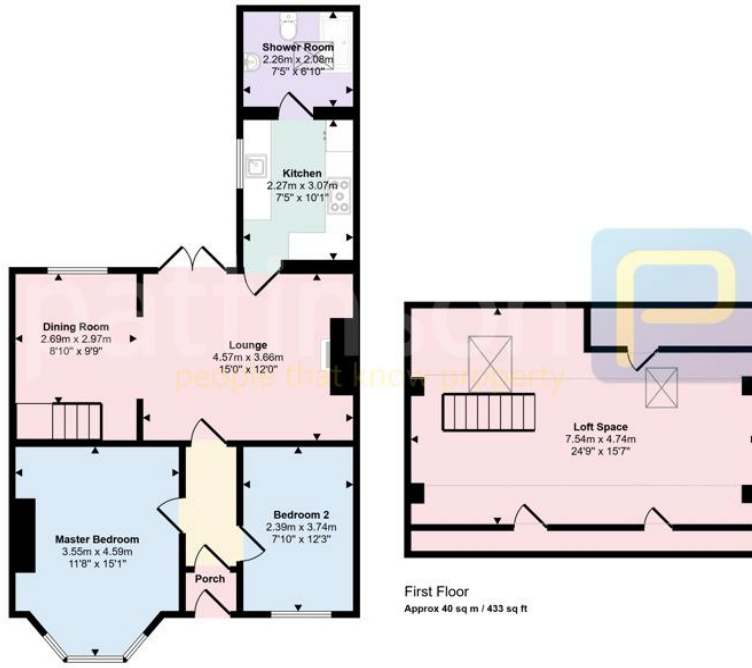 Shower Room
2.26m x 2.08m
7'5" x 6'10"
Kitchen
2.27m x 3.07m
7'5" x 10'1"
Dining Room
2.69m x 2.97m
8'10" x 9'9"
Lounge
4.57m x 3.66m
15'0" x 12'0"
people that know property
Master Bedroom
3.55m x 4.59m
11'8" x 15'1"
Bedroom 2
2.39m x 3.74m
7'10" x 12'3"
Porch
Loft Space
7.54m x 4.74m
24'9" x 15'7"
First Floor
Approx 40 sq m / 433 sq ft